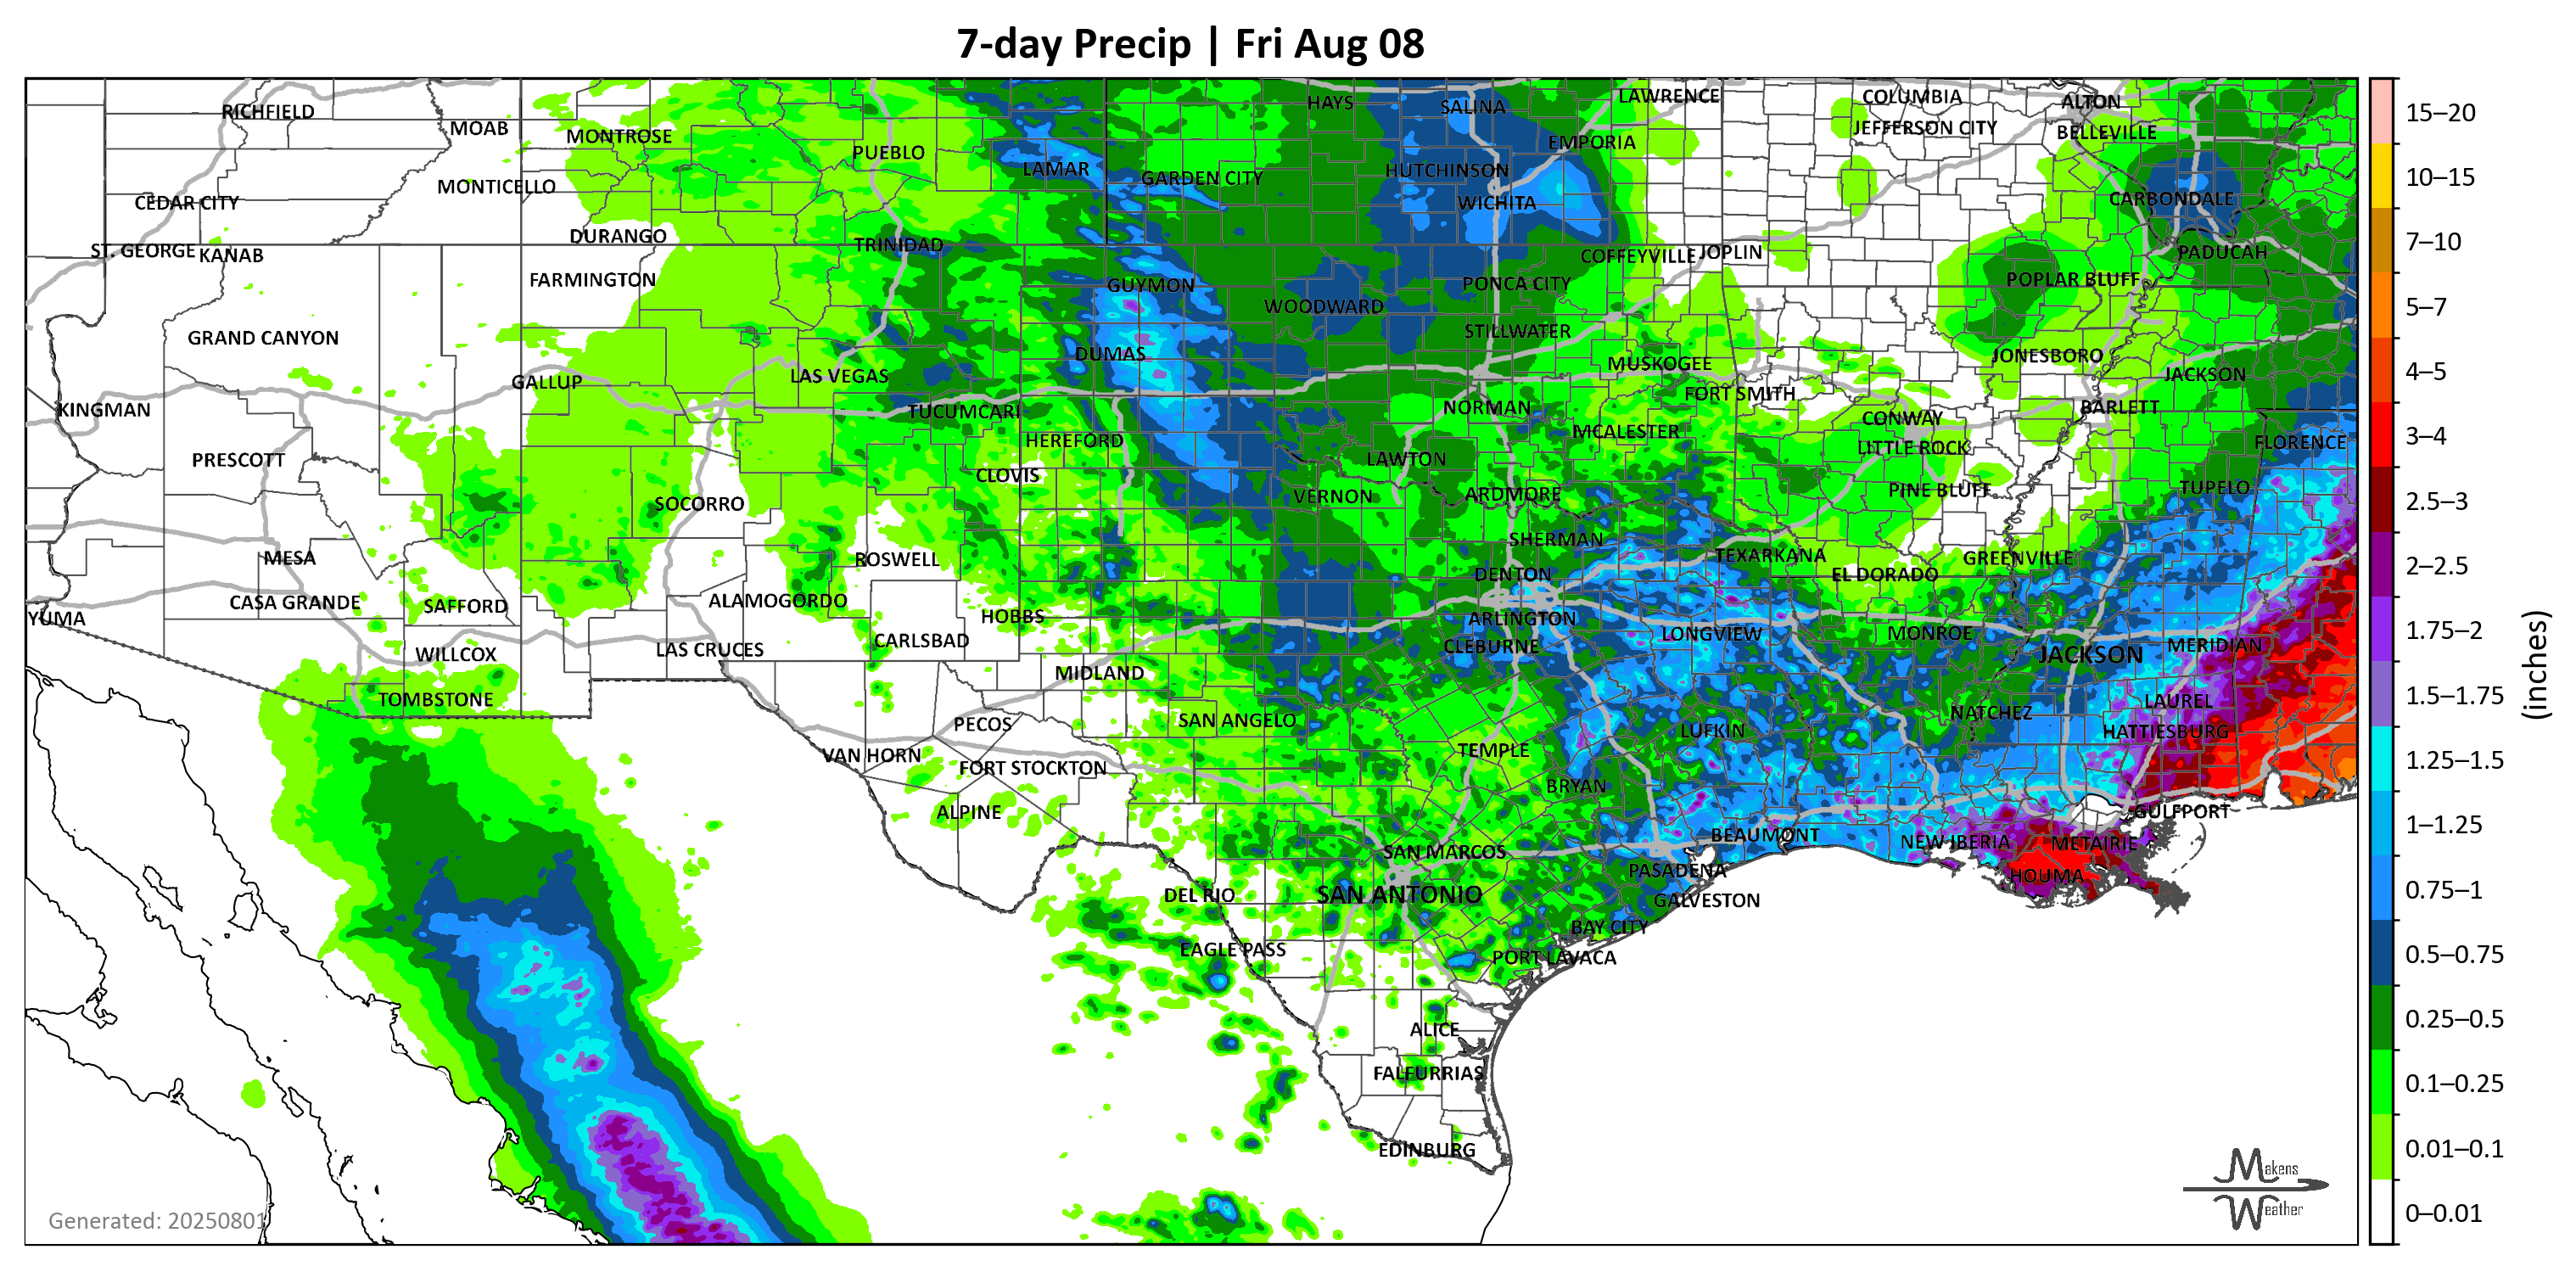 7-day Precip | Fri Aug 08
RICHFIELD
MOAB
MONTROSE
PUEBLO
LAMAR
HAYS
SALINA
LAWRENCE
COLUMBIA
ALTON
JEFFERSON CITY
BELLEVILLE
EMPORIA
HUTCHINSON
GARDEN CITY
MONTICELLO
CEDAR CITY
WICHITA
CARBONDALE
DURANGO
TRINIDAD
ST. GEORGE
KANAB
COFFEYVILLE
JOPLIN
PADUCAH
FARMINGTON
GUYMON
PONCA CITY
POPLAR BLUFF
WOODWARD
GRAND CANYON
STILLWATER
DUMAS
MUSKOGEE
JONESBORO
GALLUP
LAS VEGAS
JACKSON
FORT SMITH
KINGMAN
TUCUMCARI
NORMAN
CONWAY
BARLETT
HEREFORD
MCALESTER
LITTLE ROCK
FLORENCE
PRESCOTT
CLOVIS
LAWTON
SOCORRO
VERNON
ARDMORE
PINE BLUFF
TUPELO
MESA
ROSWELL
SHERMAN
TEXARKANA
GREENVILLE
DENTON
EL DORADO
CASA GRANDE
SAFFORD
ALAMOGORDO
YUMA
HOBBS
ARLINGTON
LONGVIEW
MONROE
CARLSBAD
CLEBURNE
JACKSON
MERIDIAN
WILLCOX
LAS CRUCES
MIDLAND
TOMBSTONE
LAUREL
PECOS
SAN ANGELO
NATCHEZ
LUFKIN
HATTIESBURG
VAN HORN
TEMPLE
FORT STOCKTON
BRYAN
ALPINE
GULFPORT
BEAUMONT
NEW IBERIA
METAIRIE
SAN MARCOS
PASADENA
HOUMA
DEL RIO
SAN ANTONIO
GALVESTON
BAY CITY
EAGLE PASS
PORT LAVACA
ALICE
FALFURRIAS
EDINBURG
Makens
Weather
Generated: 20250801
15–20
10–15
7–10
5–7
4–5
3–4
2.5–3
2–2.5
1.75–2
1.5–1.75
1.25–1.5
1–1.25
0.75–1
0.5–0.75
0.25–0.5
0.1–0.25
0.01–0.1
0–0.01
(inches)